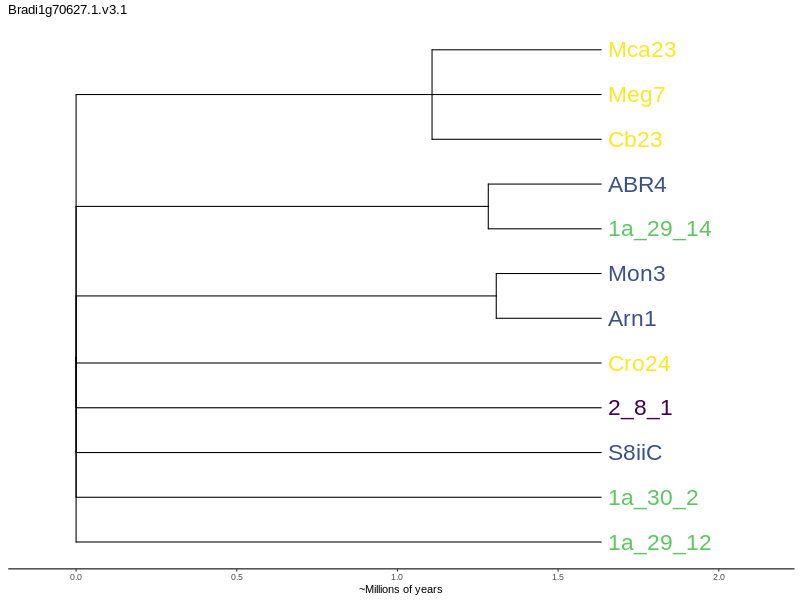 Bradi1g70627.1.v3.1
Mca23
Meg7
Cb23
ABR4
1a_29_14
Mon3
Arn1
Cro24
2_8_1
S8iiC
1a_30_2
1a_29_12
0.0 0.5 1.0 1.5 2.0
~Millions of years